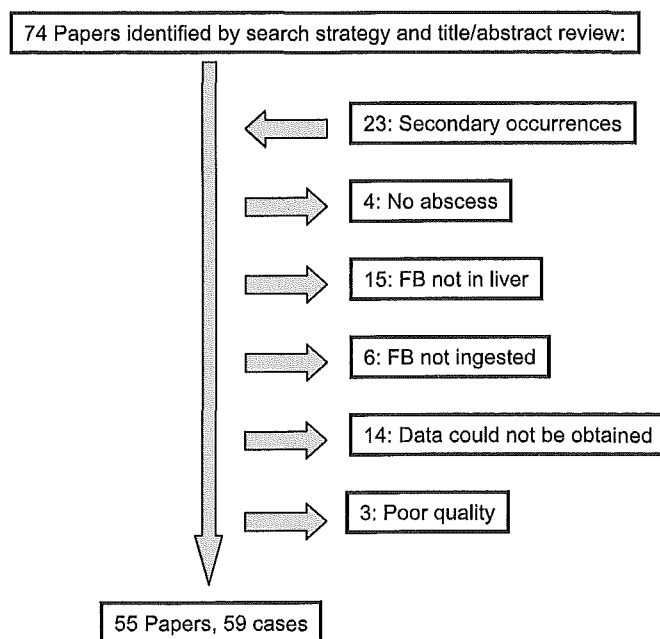 74 Papers identified by search strategy and title/abstract review:
23: Secondary occurrences
4: No abscess
15: FB not in liver
6: FB not ingested
14: Data could not be obtained
3: Poor quality
55 Papers, 59 cases